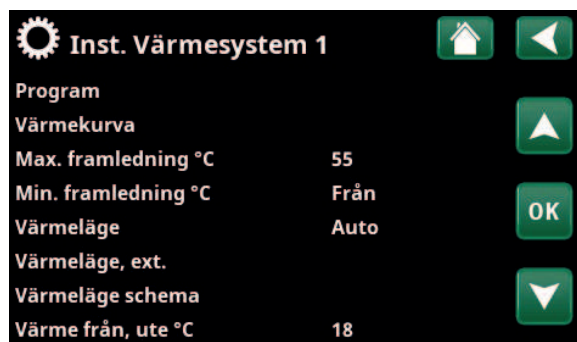 Inst. Värmesystem 1
Program
Värmekurva
Max. framledning °C 55
Min. framledning °C Från
Värmeläge Auto
OK
Värmeläge, ext.
Värmeläge schema
Värme från, ute °C 18